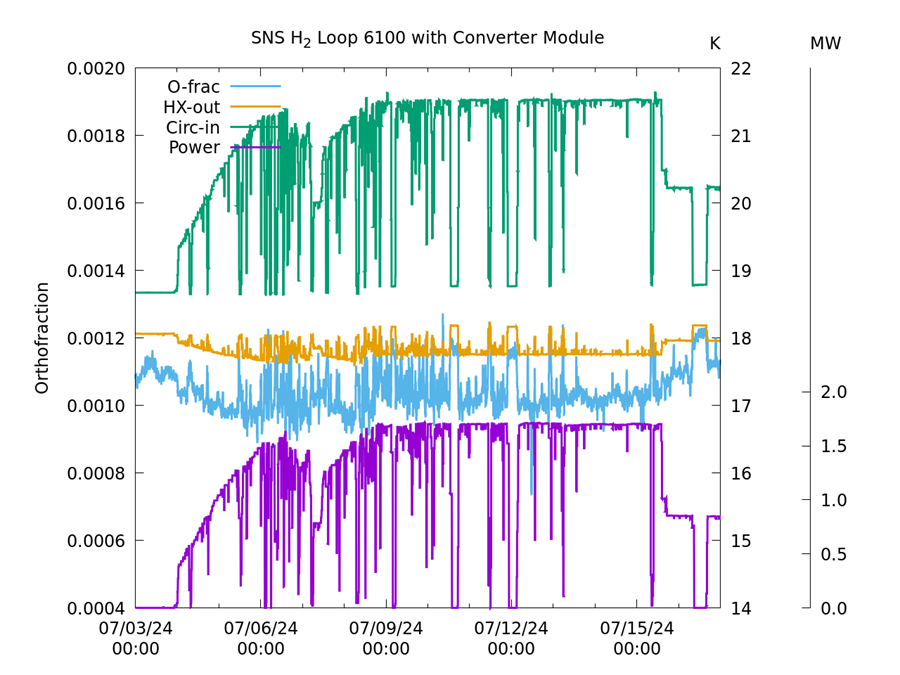 SNS H2 Loop 6100 with Converter Module
K
MW
O-frac
HX-out
Circ-in
Power
Orthofraction
0.0020
0.0018
0.0016
0.0014
0.0012
0.0010
0.0008
0.0006
0.0004
22
21
20
19
18
17
16
15
14
2.0
1.5
1.0
0.5
0.0
07/03/24 07/06/24 07/09/24 07/12/24 07/15/24
00:00 00:00 00:00 00:00 00:00